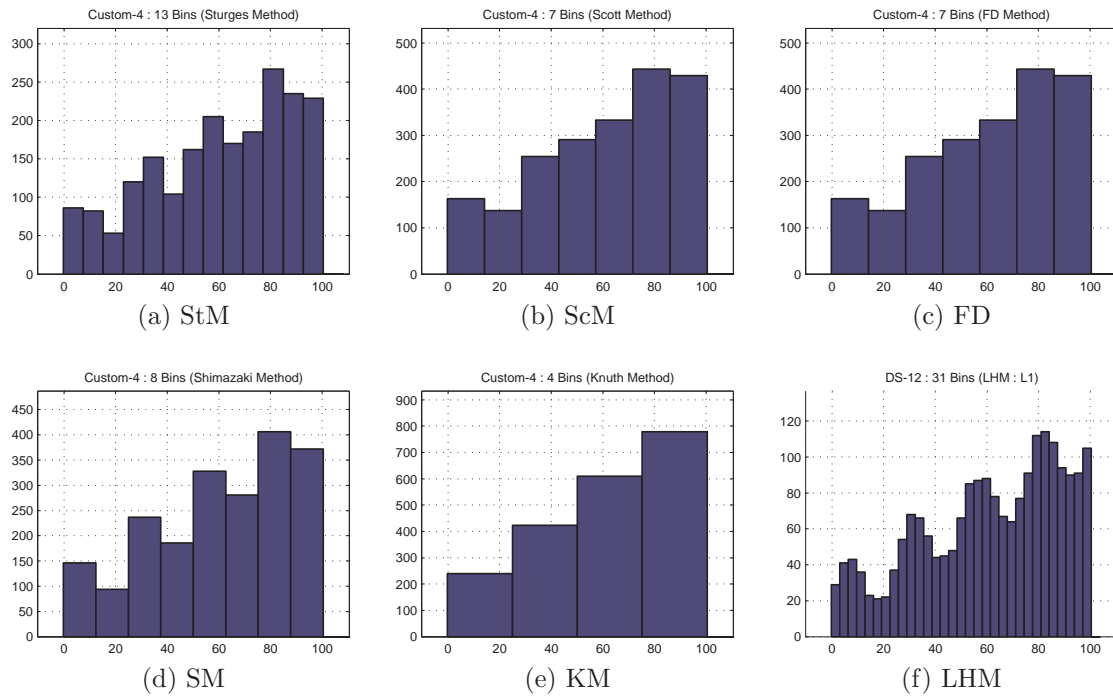 Custom-4 : 13 Bins (Sturges Method)
300
250
200
150
100
50
0
0 20 40 60 80 100
(a) StM
Custom-4 : 7 Bins (Scott Method)
500
400
300
200
100
0
0 20 40 60 80 100
(b) ScM
Custom-4 : 7 Bins (FD Method)
500
400
300
200
100
0
0 20 40 60 80 100
(c) FD
Custom-4 : 8 Bins (Shimazaki Method)
450
400
350
300
250
200
150
100
50
0
0 20 40 60 80 100
(d) SM
Custom-4 : 4 Bins (Knuth Method)
900
800
700
600
500
400
300
200
100
0
0 20 40 60 80 100
(e) KM
DS-12 : 31 Bins (LHM : L1)
120
100
80
60
40
20
0
0 20 40 60 80 100
(f) LHM